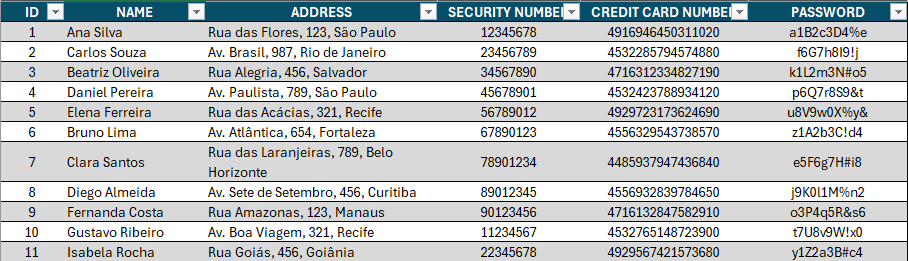 ID NAME ADDRESS SECURITY NUMBER CREDIT CARD NUMBER PASSWORD
1 Ana Silva Rua das Flores, 123, São Paulo 12345678 4916946450311020 a1B2c3D4%e
2 Carlos Souza Av. Brasil, 987, Rio de Janeiro 23456789 4532285794574880 f6G7h8I9!j
3 Beatriz Oliveira Rua Alegria, 456, Salvador 34567890 4716312334827190 k1L2m3N#o5
4 Daniel Pereira Av. Paulista, 789, São Paulo 45678901 4532423788934120 p6Q7r8S9&t
5 Elena Ferreira Rua das Acácias, 321, Recife 56789012 4929723173624690 u8V9w0X%y&
6 Bruno Lima Av. Atlântica, 654, Fortaleza 67890123 4556329543738570 z1A2b3C!d4
7 Clara Santos Rua das Laranjeiras, 789, Belo
Horizonte 78901234 4485937947436840 e5F6g7H#i8
8 Diego Almeida Av. Sete de Setembro, 456, Curitiba 89012345 4556932839784650 j9K0l1M%n2
9 Fernanda Costa Rua Amazonas, 123, Manaus 90123456 4716132847582910 o3P4q5R&s6
10 Gustavo Ribeiro Av. Boa Viagem, 321, Recife 11234567 4532765148723900 t7U8v9W!x0
11 Isabela Rocha Rua Goiás, 456, Goiânia 22345678 4929567421573680 y1Z2a3B#c4